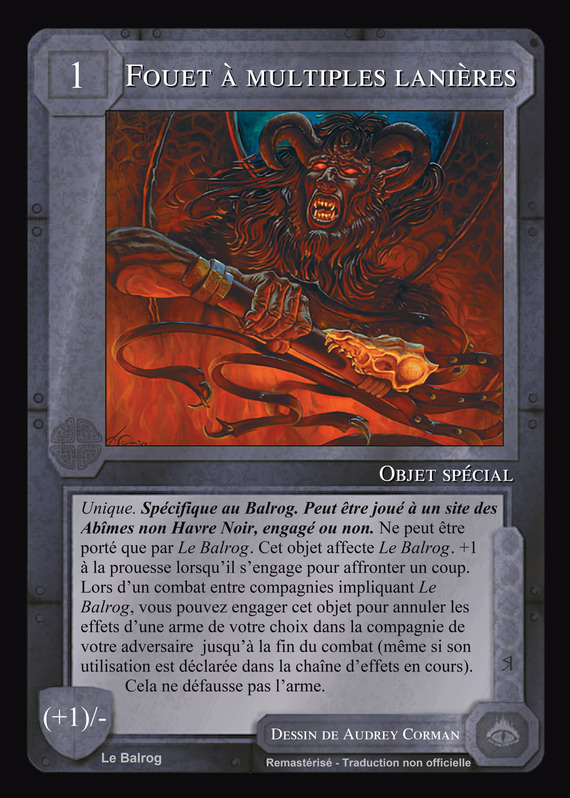 1
Fouet à multiples lanières
Objet spécial
Unique. Spécifique au Balrog. Peut être joué à un site des
Abîmes non Havre Noir, engagé ou non. Ne peut être
porté que par Le Balrog. Cet objet affecte Le Balrog. +1
à la prouesse lorsqu'il s'engage pour affronter un coup.
Lors d'un combat entre compagnies impliquant Le
Balrog, vous pouvez engager cet objet pour annuler les
effets d'une arme de votre choix dans la compagnie de
votre adversaire jusqu'à la fin du combat (même si son
utilisation est déclarée dans la chaîne d'effets en cours).
Cela ne défausse pas l'arme.
(+1)/-
Dessin de Audrey Corman
Le Balrog
Remastérisé - Traduction non officielle